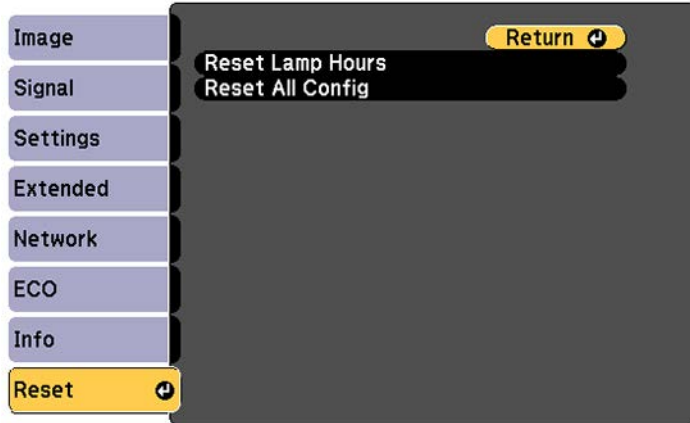 Image
Signal
Settings
Extended
Network
ECO
Info
Reset
Return
Reset Lamp Hours
Reset All Config